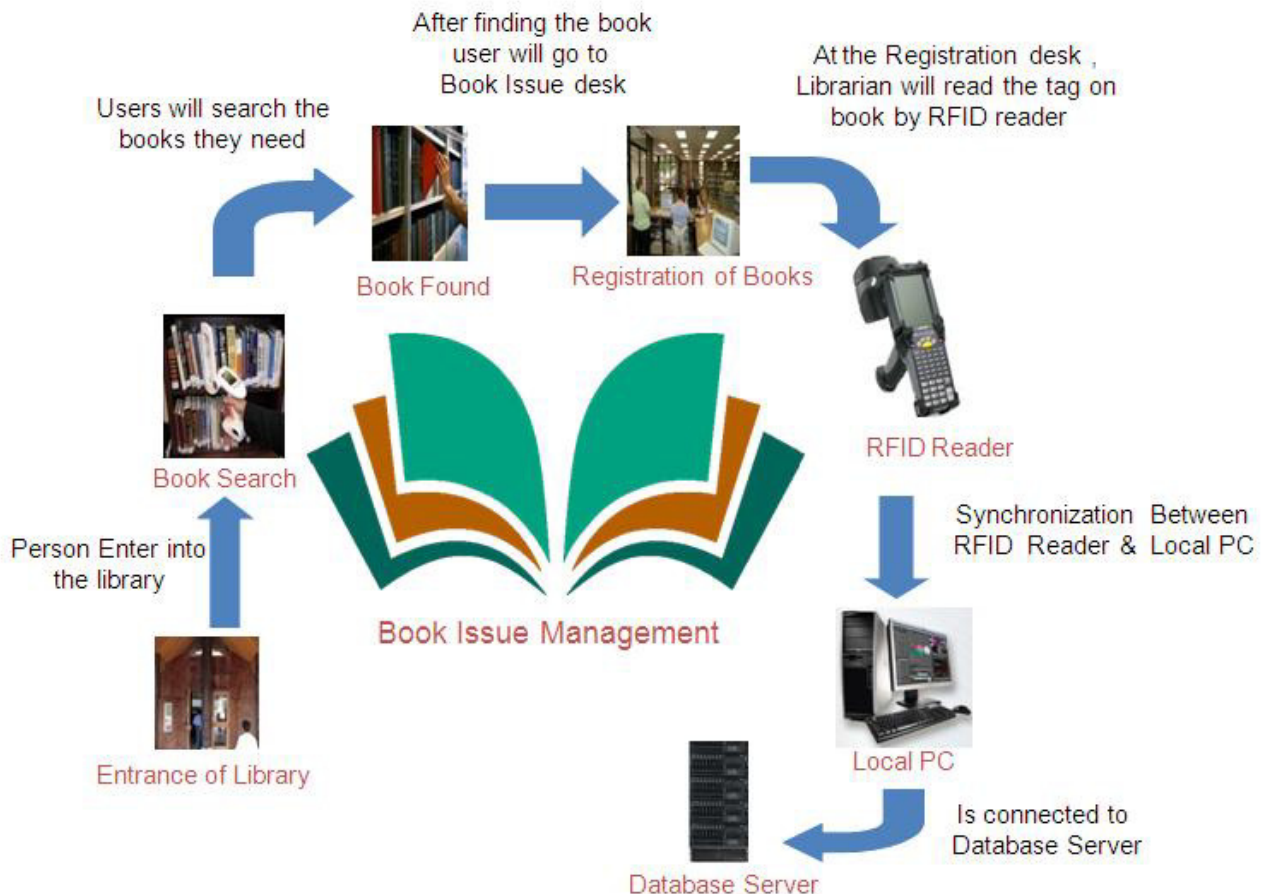 After finding the book
user will go to
Book Issue desk
At the Registration desk ,
Librarian will read the tag on
book by RFID reader
Users will search the
books they need
Book Found
Registration of Books
RFID Reader
Book Search
Synchronization Between
RFID Reader & Local PC
Person Enter into
the library
Book Issue Management
Entrance of Library
Local PC
Is connected to
Database Server
Database Server